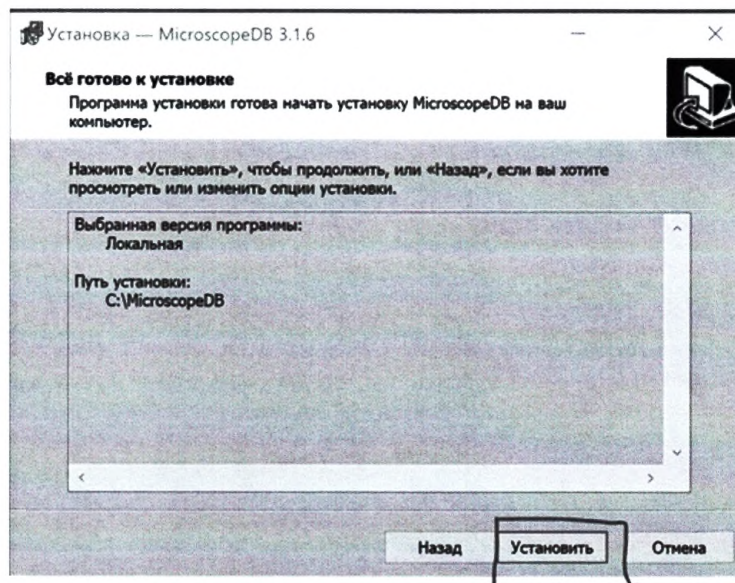 Установка — MicroscopeDB 3.1.6
Всё готово к установке
Программа установки готова начать установку MicroscopeDB на ваш
компьютер.
Нажмите «Установить», чтобы продолжить, или «Назад», если вы хотите
просмотреть или изменить опции установки.
Выбранная версия программы:
Локальная
Путь установки:
C:\MicroscopeDB
Назад Установить Отмена